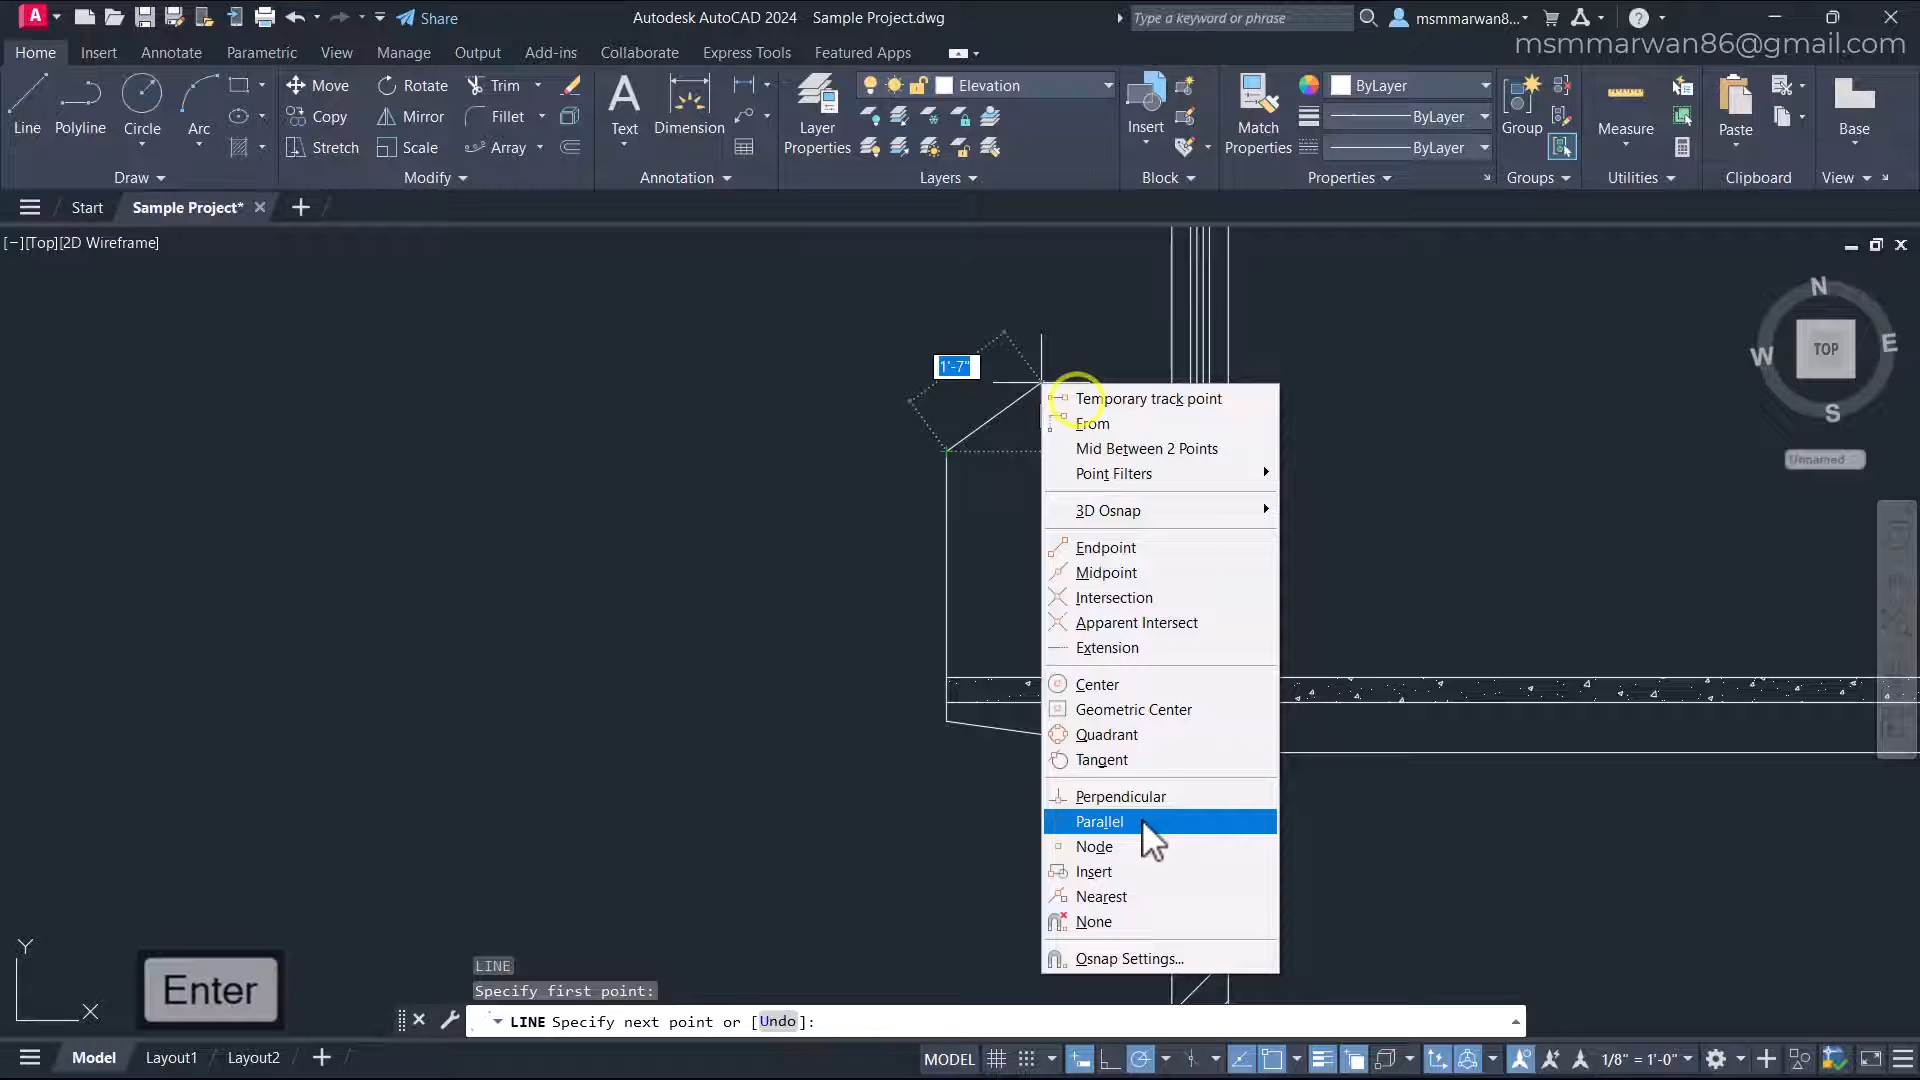 Share
Autodesk AutoCAD 2024 Sample Project.dwg
Type a keyword or phrase
msmmarwan8...
Home Insert Annotate Parametric View Manage Output Add-ins Collaborate Express Tools Featured Apps
msmmarwan86@gmail.com
Line Polyline Circle Arc
Move Rotate Trim
Copy Mirror Fillet
Stretch Scale Array
Text Dimension
Layer Properties
Elevation
Insert
Match Properties
ByLayer
ByLayer
ByLayer
Group
Measure
Paste
Base
Draw Modify Annotation Layers Block Properties Groups Utilities Clipboard View
Start Sample Project*
[−][Top][2D Wireframe]
N
W TOP E
S
Unnamed
1'-7"
Temporary track point
From
Mid Between 2 Points
Point Filters
3D Osnap
Endpoint
Midpoint
Intersection
Apparent Intersect
Extension
Center
Geometric Center
Quadrant
Tangent
Perpendicular
Parallel
Node
Insert
Nearest
None
Osnap Settings...
Y
X
Enter
LINE
Specify first point:
LINE Specify next point or [Undo]:
Model Layout1 Layout2
MODEL
1/8" = 1'-0"